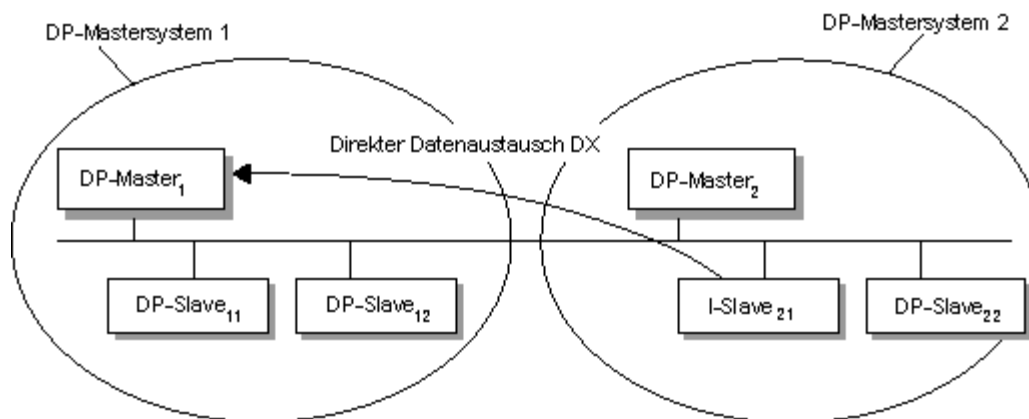 DP-Mastersystem 1
DP-Mastersystem 2
Direkter Datenaustausch DX
DP-Master1
DP-Master2
DP-Slave11
DP-Slave12
I-Slave21
DP-Slave22